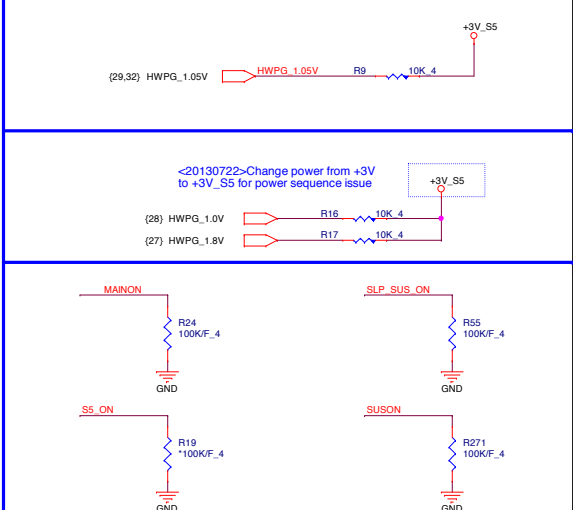 +3V_S5
{29,32} HWPG_1.05V HWPG_1.05V R9 10K_4
<20130722>Change power from +3V
to +3V_S5 for power sequence issue
+3V_S5
{28} HWPG_1.0V R16 10K_4
{27} HWPG_1.8V R17 10K_4
MAINON
R24
100K/F_4
GND
SLP_SUS_ON
R55
100K/F_4
GND
S5_ON
R19
*100K/F_4
GND
SUSON
R271
100K/F_4
GND